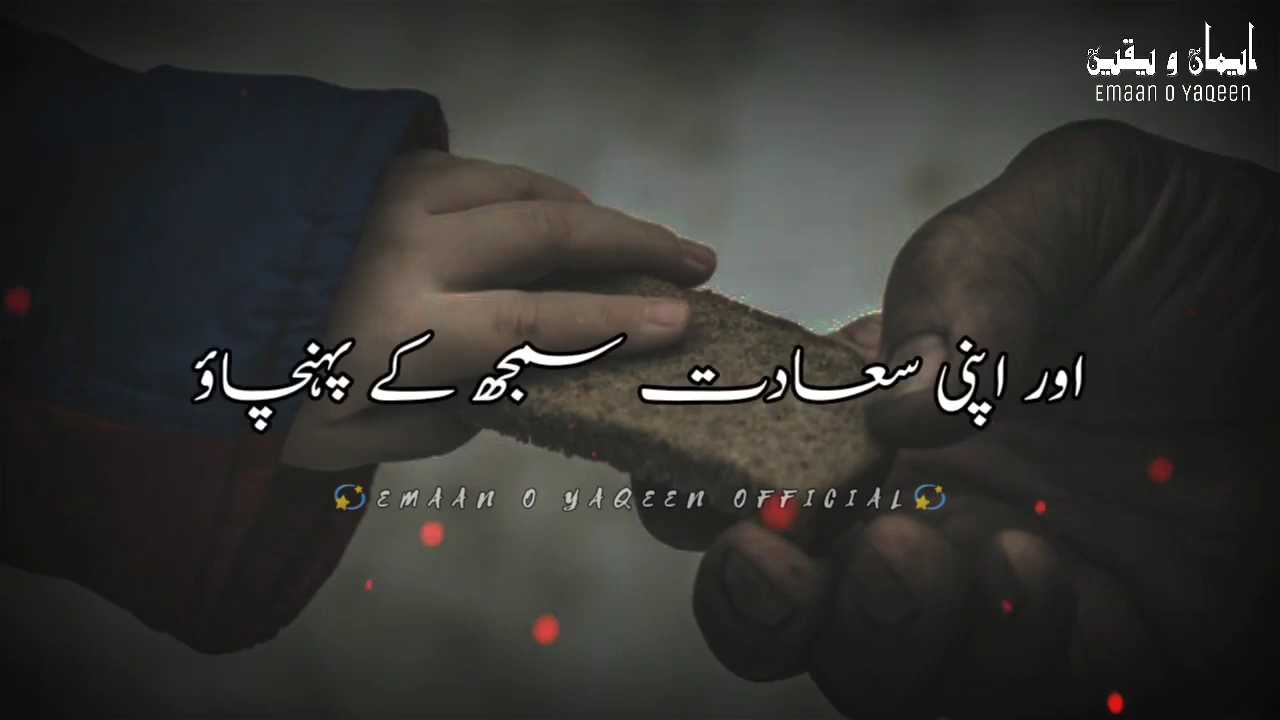 ایمان و یقین
Emaan o Yaqeen
اور اپنی سعادت سمجھ کے پہنچاؤ
💫EMAAN O YAQEEN OFFICIAL💫